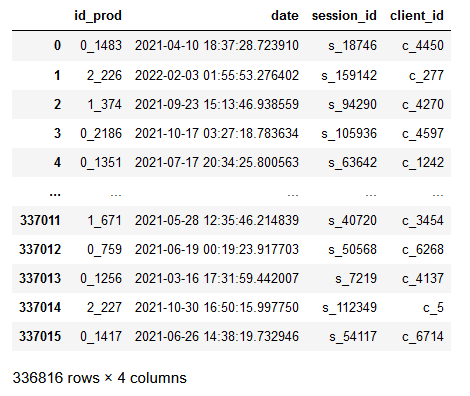 id_prod date session_id client_id
0 0_1483 2021-04-10 18:37:28.723910 s_18746 c_4450
1 2_226 2022-02-03 01:55:53.276402 s_159142 c_277
2 1_374 2021-09-23 15:13:46.938559 s_94290 c_4270
3 0_2186 2021-10-17 03:27:18.783634 s_105936 c_4597
4 0_1351 2021-07-17 20:34:25.800563 s_63642 c_1242
... ... ... ... ...
337011 1_671 2021-05-28 12:35:46.214839 s_40720 c_3454
337012 0_759 2021-06-19 00:19:23.917703 s_50568 c_6268
337013 0_1256 2021-03-16 17:31:59.442007 s_7219 c_4137
337014 2_227 2021-10-30 16:50:15.997750 s_112349 c_5
337015 0_1417 2021-06-26 14:38:19.732946 s_54117 c_6714
336816 rows × 4 columns